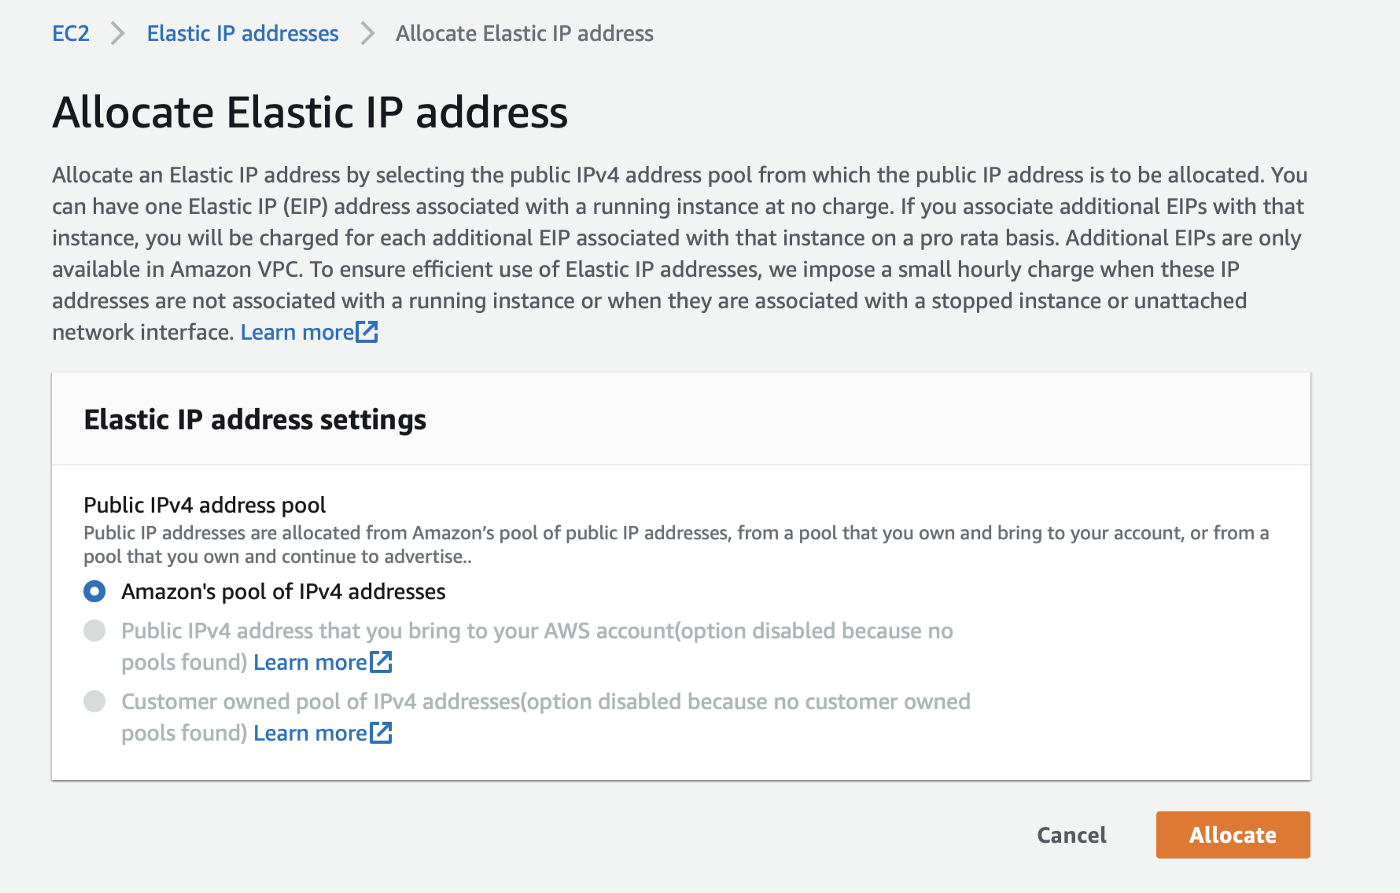 EC2 > Elastic IP addresses > Allocate Elastic IP address
Allocate Elastic IP address
Allocate an Elastic IP address by selecting the public IPv4 address pool from which the public IP address is to be allocated. You
can have one Elastic IP (EIP) address associated with a running instance at no charge. If you associate additional EIPs with that
instance, you will be charged for each additional EIP associated with that instance on a pro rata basis. Additional EIPs are only
available in Amazon VPC. To ensure efficient use of Elastic IP addresses, we impose a small hourly charge when these IP
addresses are not associated with a running instance or when they are associated with a stopped instance or unattached
network interface. Learn more
Elastic IP address settings
Public IPv4 address pool
Public IP addresses are allocated from Amazon's pool of public IP addresses, from a pool that you own and bring to your account, or from a
pool that you own and continue to advertise..
Amazon's pool of IPv4 addresses
Public IPv4 address that you bring to your AWS account(option disabled because no
pools found) Learn more
Customer owned pool of IPv4 addresses(option disabled because no customer owned
pools found) Learn more
Cancel Allocate